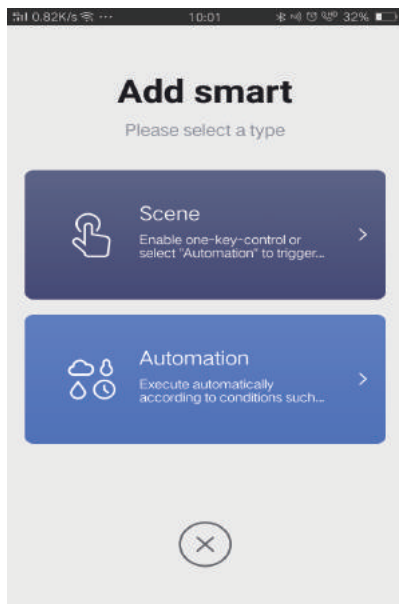 0.82K/s ··· 10:01 32%
Add smart
Please select a type
Scene
Enable one-key-control or
select "Automation" to trigger...
Automation
Execute automatically
according to conditions such...